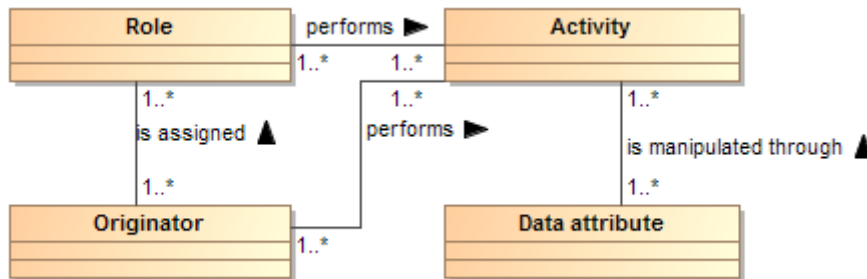 Role
performs ►
Activity
1..*
1..*
1..*
1..*
1..*
is assigned ▲
performs ►
is manipulated through ▲
1..*
1..*
Originator
Data attribute
1..*